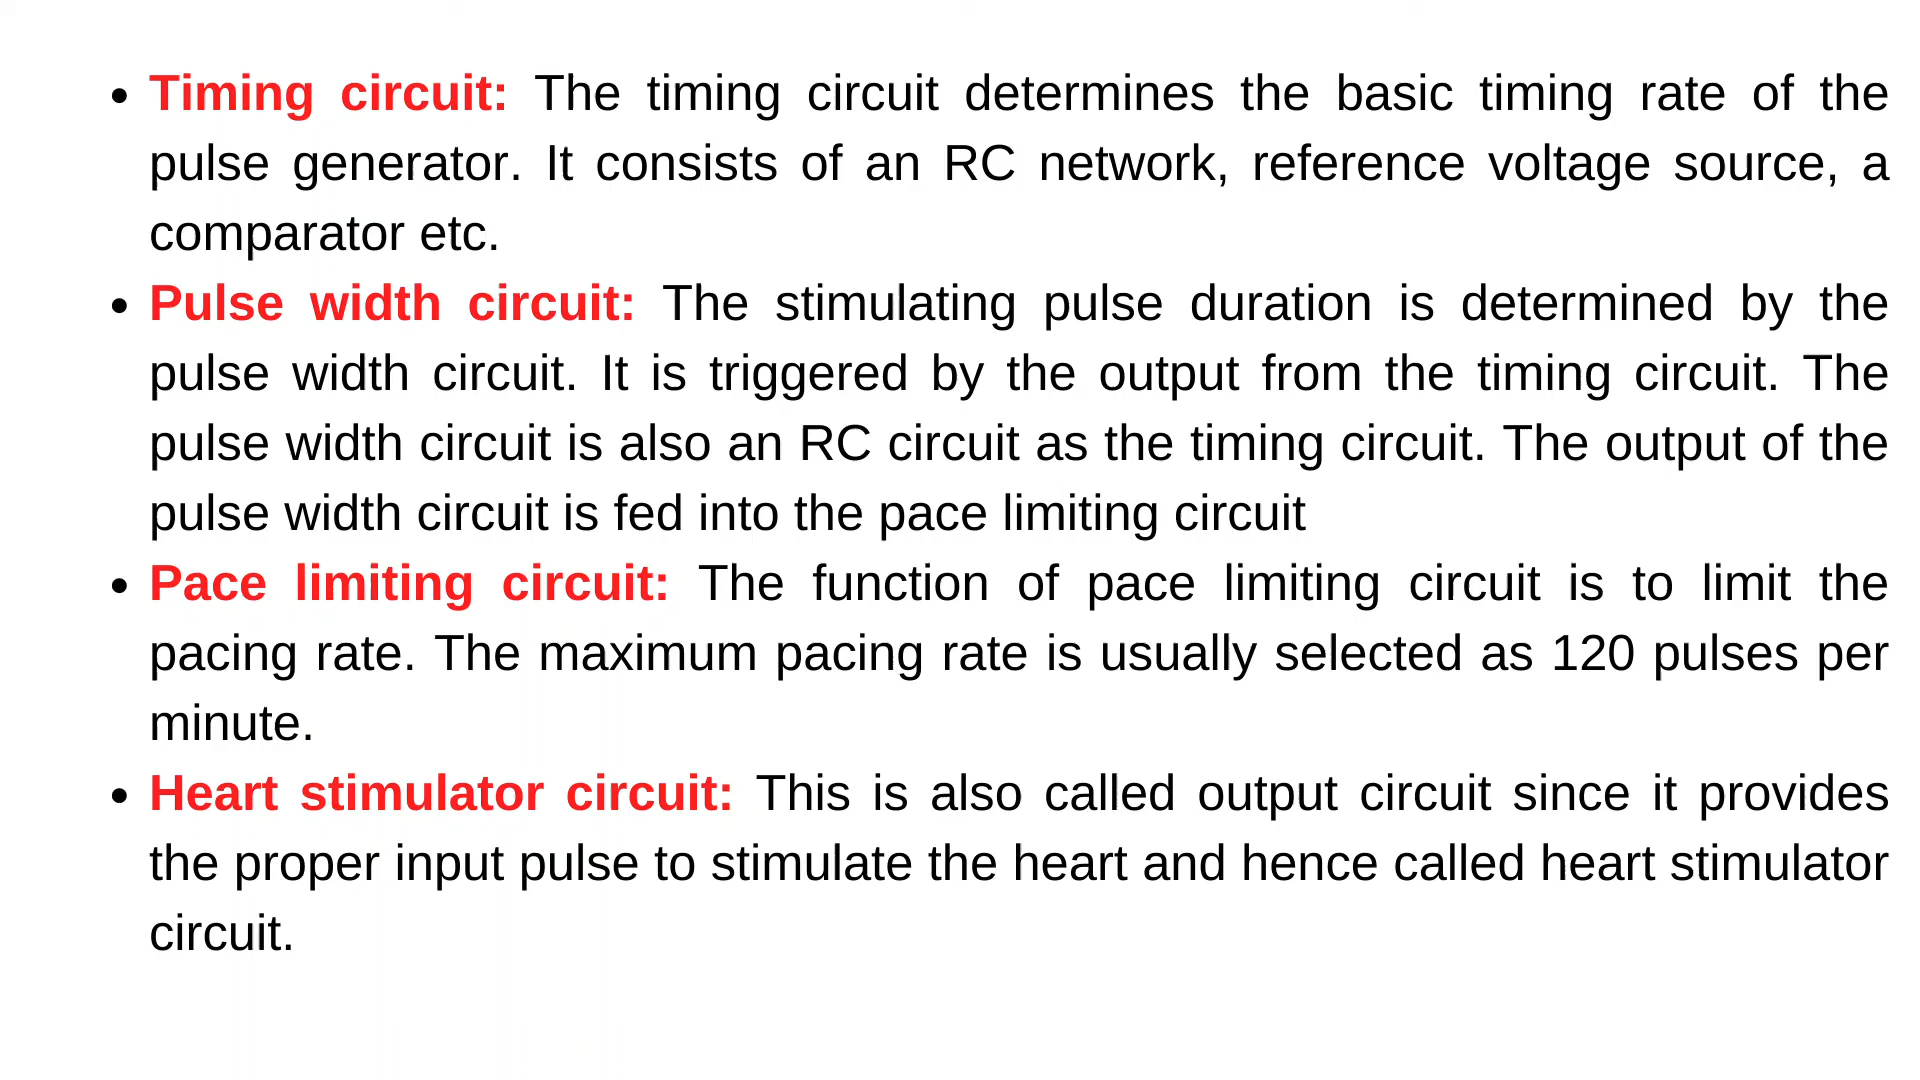 • Timing circuit: The timing circuit determines the basic timing rate of the
pulse generator. It consists of an RC network, reference voltage source, a
comparator etc.
• Pulse width circuit: The stimulating pulse duration is determined by the
pulse width circuit. It is triggered by the output from the timing circuit. The
pulse width circuit is also an RC circuit as the timing circuit. The output of the
pulse width circuit is fed into the pace limiting circuit
• Pace limiting circuit: The function of pace limiting circuit is to limit the
pacing rate. The maximum pacing rate is usually selected as 120 pulses per
minute.
• Heart stimulator circuit: This is also called output circuit since it provides
the proper input pulse to stimulate the heart and hence called heart stimulator
circuit.